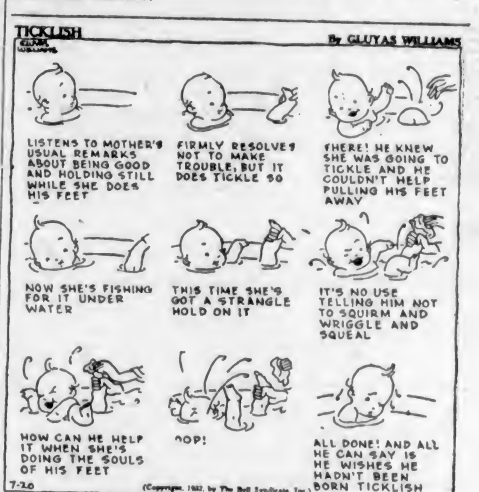 TICKLISH
By GLUYAS WILLIAMS
GLUYAS
WILLIAMS
LISTENS TO MOTHER'S
USUAL REMARKS
ABOUT BEING GOOD
AND HOLDING STILL
WHILE SHE DOES
HIS FEET
FIRMLY RESOLVES
NOT TO MAKE
TROUBLE, BUT IT
DOES TICKLE SO
THERE! HE KNEW
SHE WAS GOING TO
TICKLE AND HE
COULDN'T HELP
PULLING HIS FEET
AWAY
NOW SHE'S FISHING
FOR IT UNDER
WATER
THIS TIME SHE'S
GOT A STRANGLE
HOLD ON IT
IT'S NO USE
TELLING HIM NOT
TO SQUIRM AND
WRIGGLE AND
SQUEAL
HOW CAN HE HELP
IT WHEN SHE'S
DOING THE SOULS
OF HIS FEET
OOP!
ALL DONE! AND ALL
HE CAN SAY IS
HE WISHES HE
HADN'T BEEN
BORN TICKLISH
7-20
(Copyright, by The Bell Syndicate, Inc.)